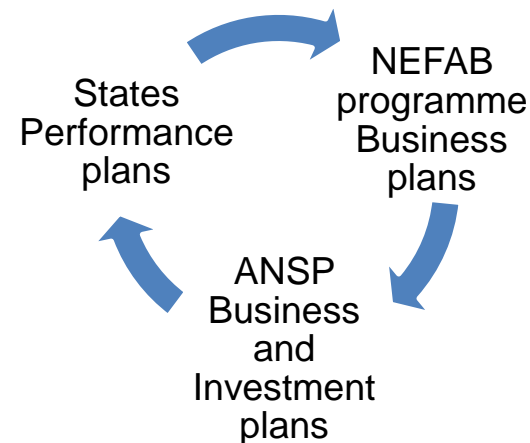 States
Performance
plans
NEFAB
programme
Business
plans
ANSP
Business
and
Investment
plans